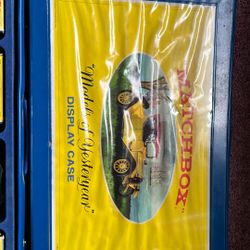 "MATCHBOX"
"Models of Yesteryear"
DISPLAY CASE